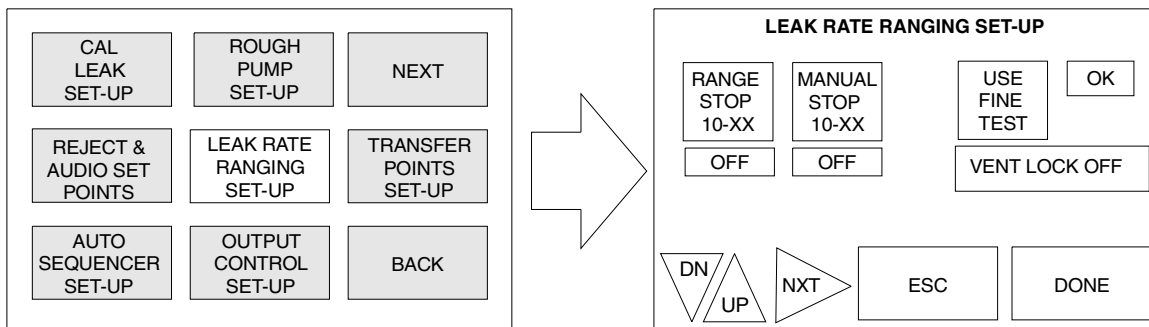 CAL
LEAK
SET-UP
ROUGH
PUMP
SET-UP
NEXT
REJECT &
AUDIO SET
POINTS
LEAK RATE
RANGING
SET-UP
TRANSFER
POINTS
SET-UP
AUTO
SEQUENCER
SET-UP
OUTPUT
CONTROL
SET-UP
BACK
LEAK RATE RANGING SET-UP
RANGE
STOP
10-XX
MANUAL
STOP
10-XX
USE
FINE
TEST
OK
OFF
OFF
VENT LOCK OFF
DN
UP
NXT
ESC
DONE